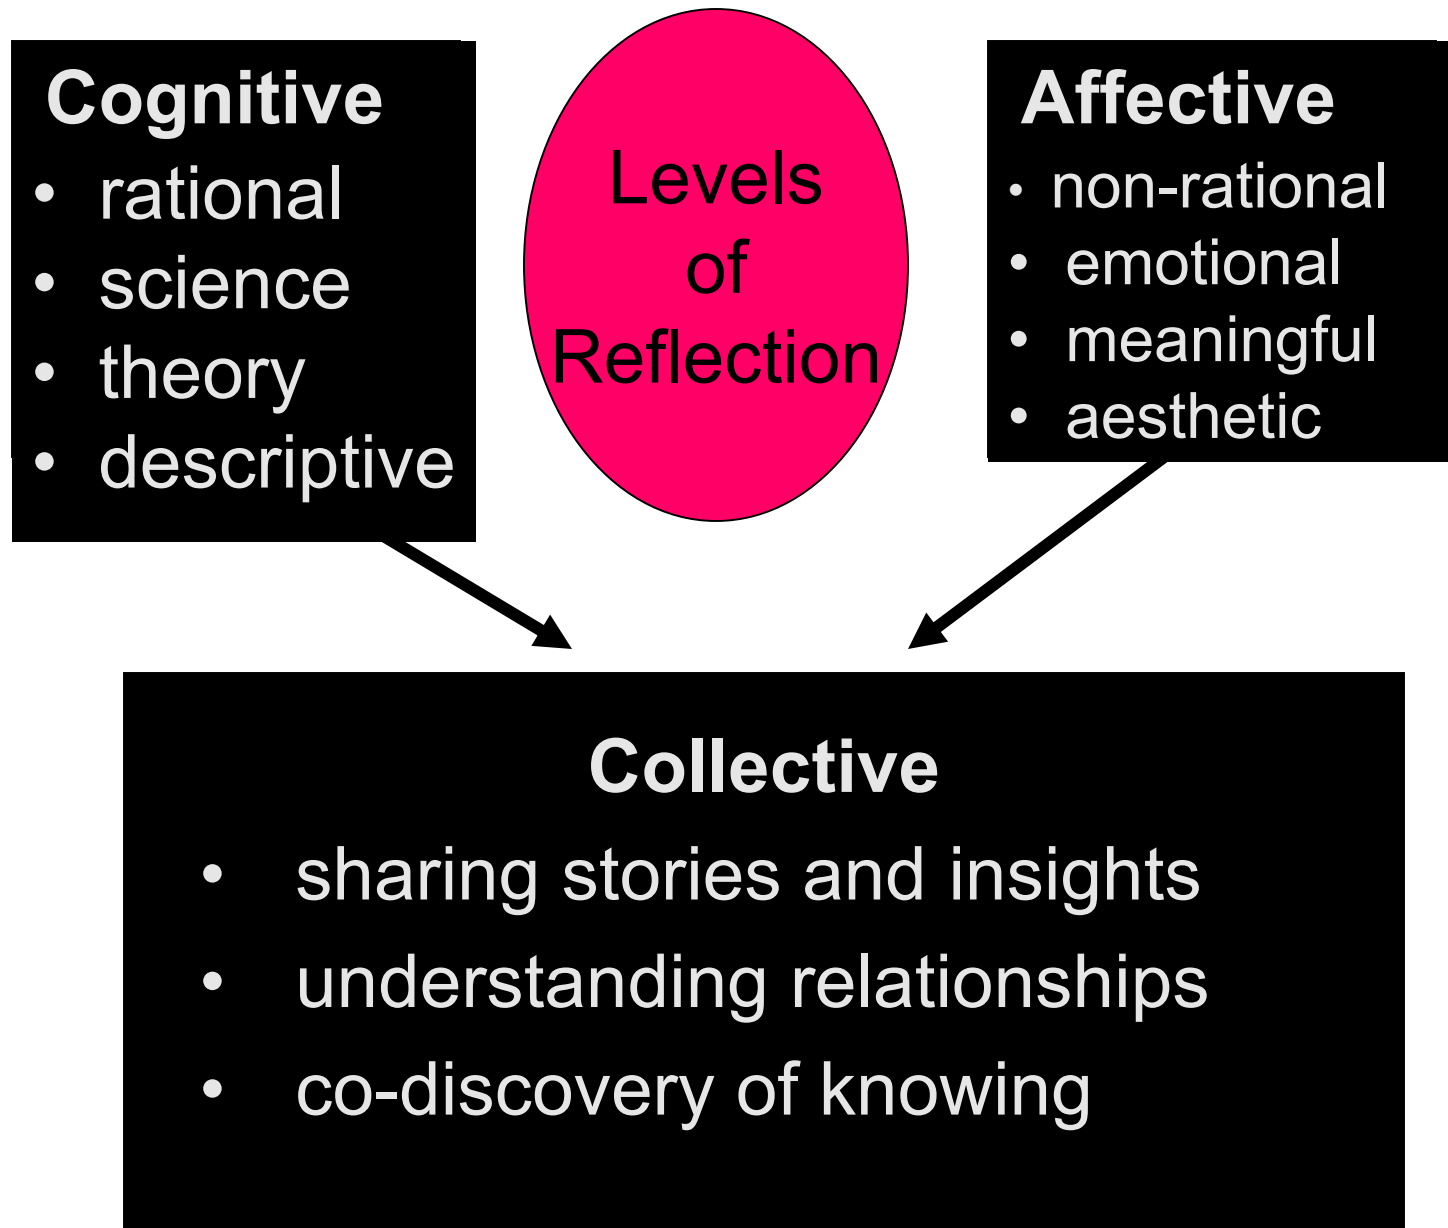 Cognitive
• rational
• science
• theory
• descriptive
Levels
of
Reflection
Affective
• non-rational
• emotional
• meaningful
• aesthetic
Collective
• sharing stories and insights
• understanding relationships
• co-discovery of knowing